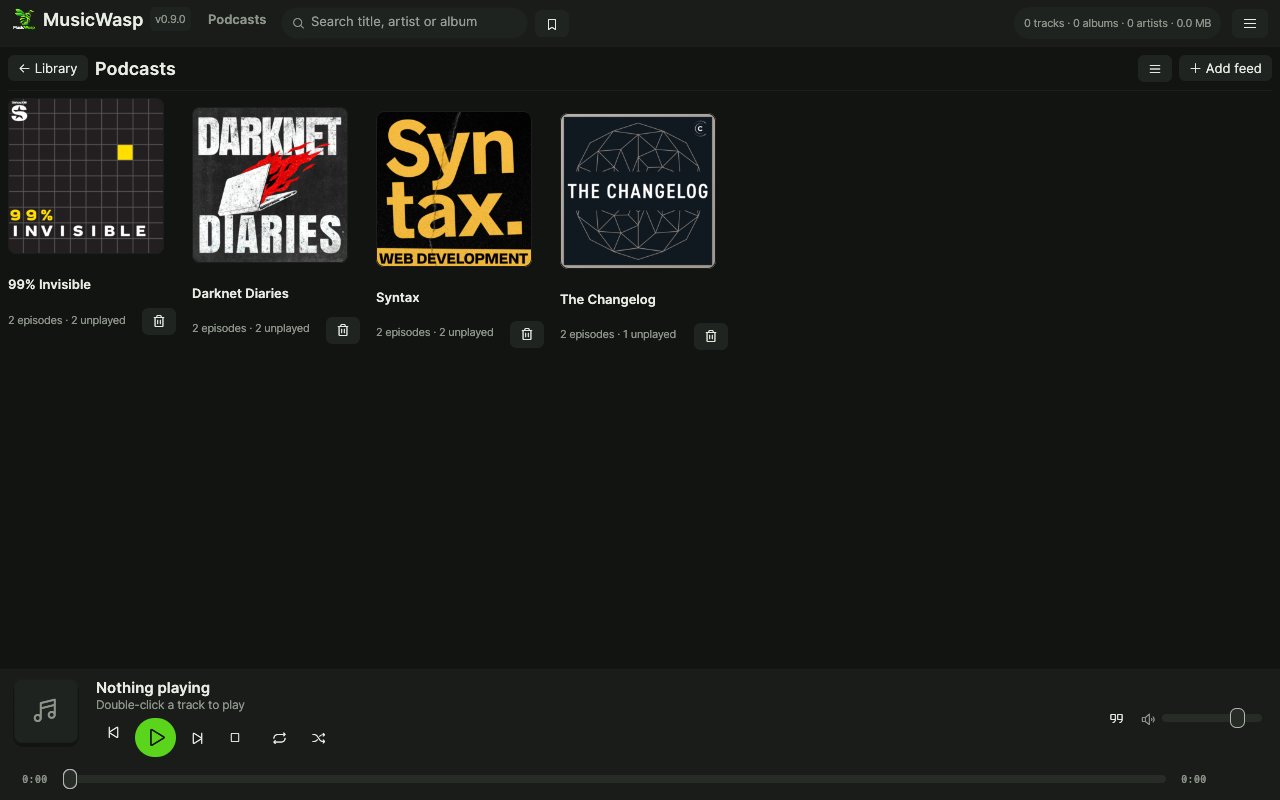 MusicWasp v0.9.0 Podcasts Search title, artist or album 0 tracks · 0 albums · 0 artists · 0.0 MB
← Library Podcasts + Add feed
99%
INVISIBLE
DARKNET
DIARIES
Syn
tax.
WEB DEVELOPMENT
THE CHANGELOG
99% Invisible
2 episodes · 2 unplayed
Darknet Diaries
2 episodes · 2 unplayed
Syntax
2 episodes · 2 unplayed
The Changelog
2 episodes · 1 unplayed
Nothing playing
Double-click a track to play
0:00 0:00